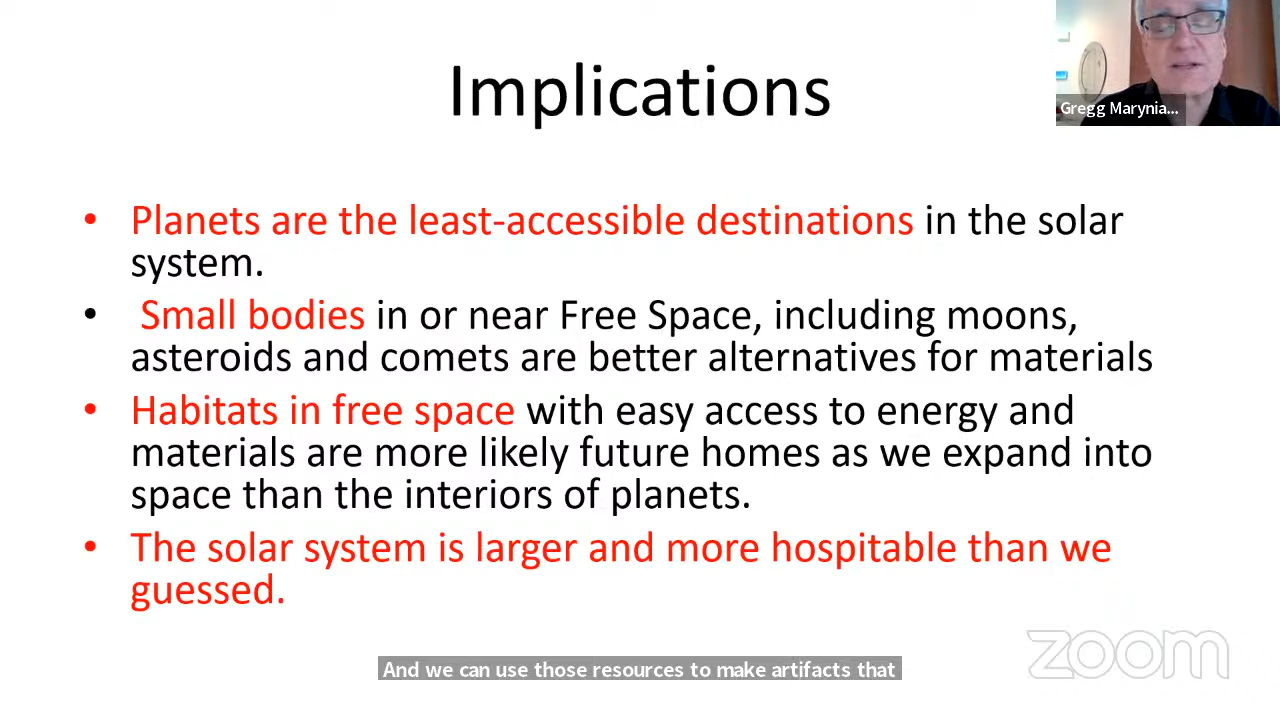 Implications
Gregg Marynia...
• Planets are the least-accessible destinations in the solar
system.
• Small bodies in or near Free Space, including moons,
asteroids and comets are better alternatives for materials
• Habitats in free space with easy access to energy and
materials are more likely future homes as we expand into
space than the interiors of planets.
• The solar system is larger and more hospitable than we
guessed.
zoom
And we can use those resources to make artifacts that